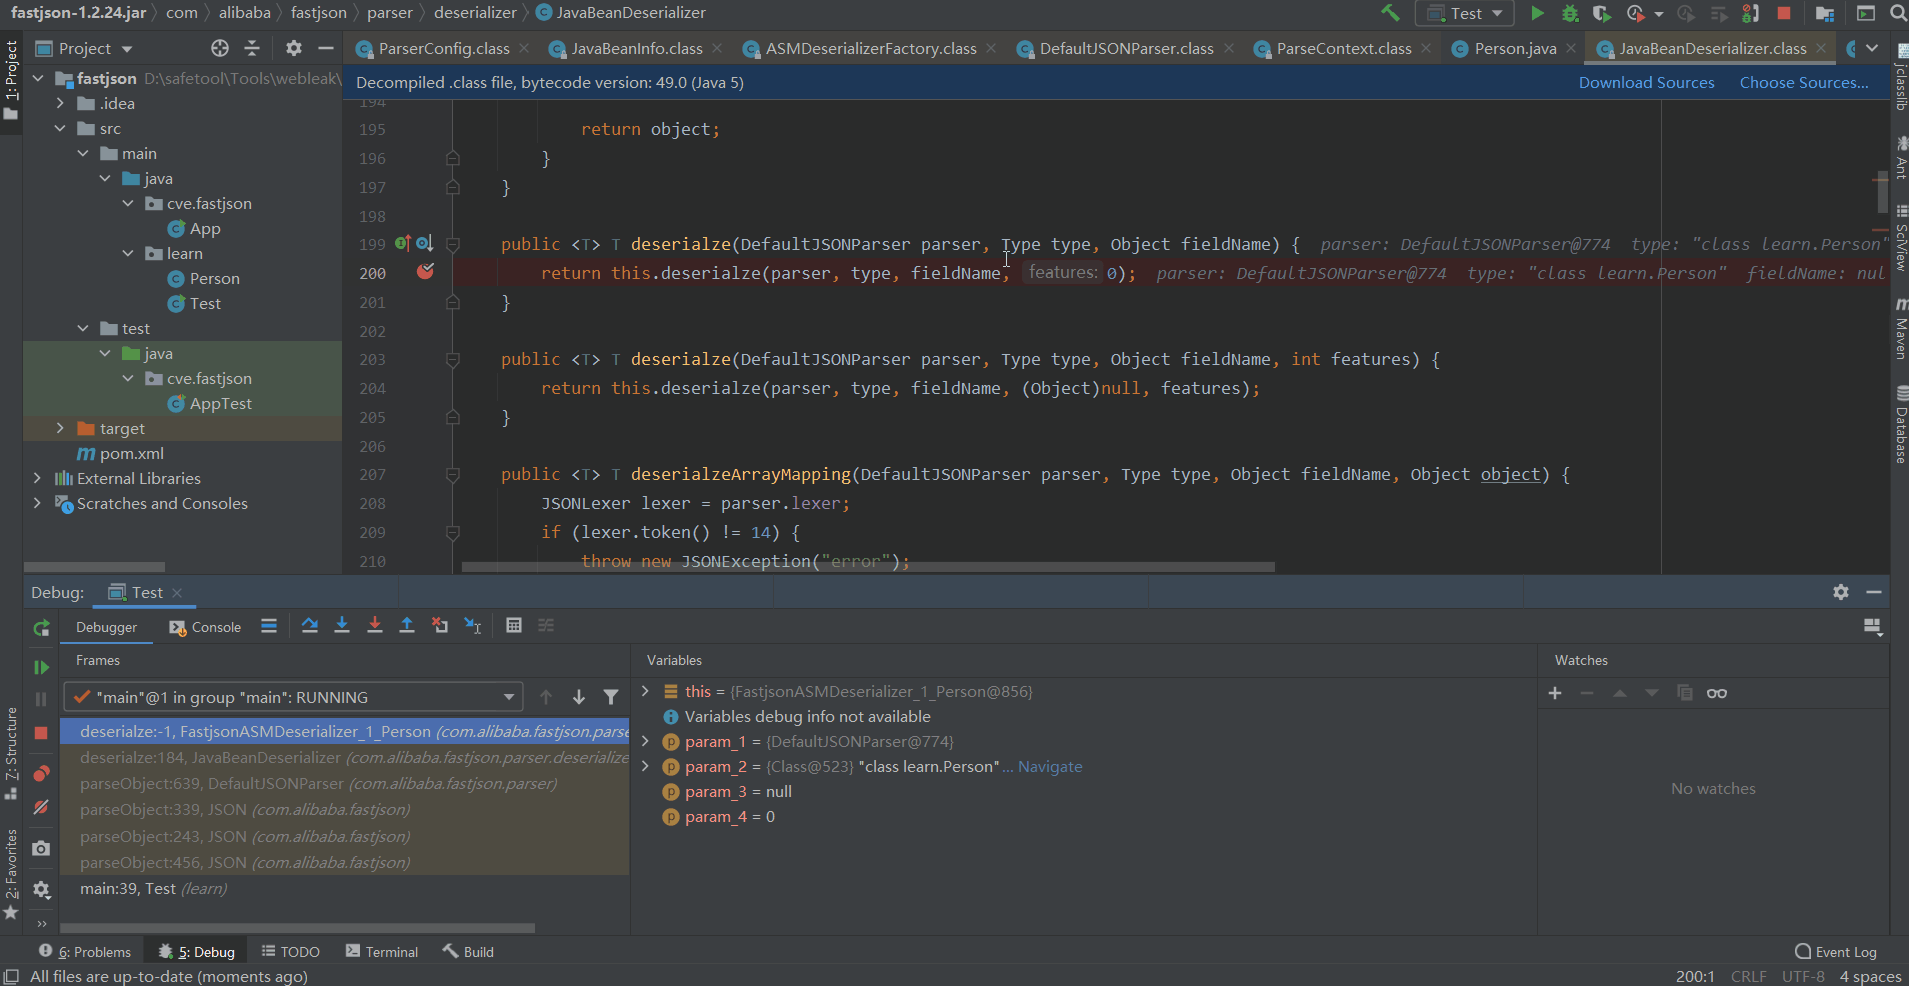 fastjson-1.2.24.jar › com › alibaba › fastjson › parser › deserializer › JavaBeanDeserializer
Test
Project
ParserConfig.class
JavaBeanInfo.class
ASMDeserializerFactory.class
DefaultJSONParser.class
ParseContext.class
Person.java
JavaBeanDeserializer.class
1: Project
fastjson D:\safetool\Tools\webleak\
.idea
src
main
java
cve.fastjson
App
learn
Person
Test
test
java
cve.fastjson
AppTest
target
pom.xml
External Libraries
Scratches and Consoles
Decompiled .class file, bytecode version: 49.0 (Java 5)
Download Sources
Choose Sources...
194
195 return object;
196 }
197 }
198
199 public <T> T deserialze(DefaultJSONParser parser, Type type, Object fieldName) { parser: DefaultJSONParser@774 type: "class learn.Person"
200 return this.deserialze(parser, type, fieldName, features: 0); parser: DefaultJSONParser@774 type: "class learn.Person" fieldName: nul
201 }
202
203 public <T> T deserialze(DefaultJSONParser parser, Type type, Object fieldName, int features) {
204 return this.deserialze(parser, type, fieldName, (Object)null, features);
205 }
206
207 public <T> T deserialzeArrayMapping(DefaultJSONParser parser, Type type, Object fieldName, Object object) {
208 JSONLexer lexer = parser.lexer;
209 if (lexer.token() != 14) {
210 throw new JSONException("error");
jclasslib
Ant
SciView
Maven
Database
Debug:
Test
Debugger
Console
Frames
"main"@1 in group "main": RUNNING
deserialze:-1, FastjsonASMDeserializer_1_Person (com.alibaba.fastjson.parse
deserialze:184, JavaBeanDeserializer (com.alibaba.fastjson.parser.deserialize
parseObject:639, DefaultJSONParser (com.alibaba.fastjson.parser)
parseObject:339, JSON (com.alibaba.fastjson)
parseObject:243, JSON (com.alibaba.fastjson)
parseObject:456, JSON (com.alibaba.fastjson)
main:39, Test (learn)
Variables
this = {FastjsonASMDeserializer_1_Person@856}
Variables debug info not available
param_1 = {DefaultJSONParser@774}
param_2 = {Class@523} "class learn.Person"... Navigate
param_3 = null
param_4 = 0
Watches
No watches
7: Structure
2: Favorites
6: Problems
5: Debug
TODO
Terminal
Build
Event Log
All files are up-to-date (moments ago)
200:1 CRLF UTF-8 4 spaces